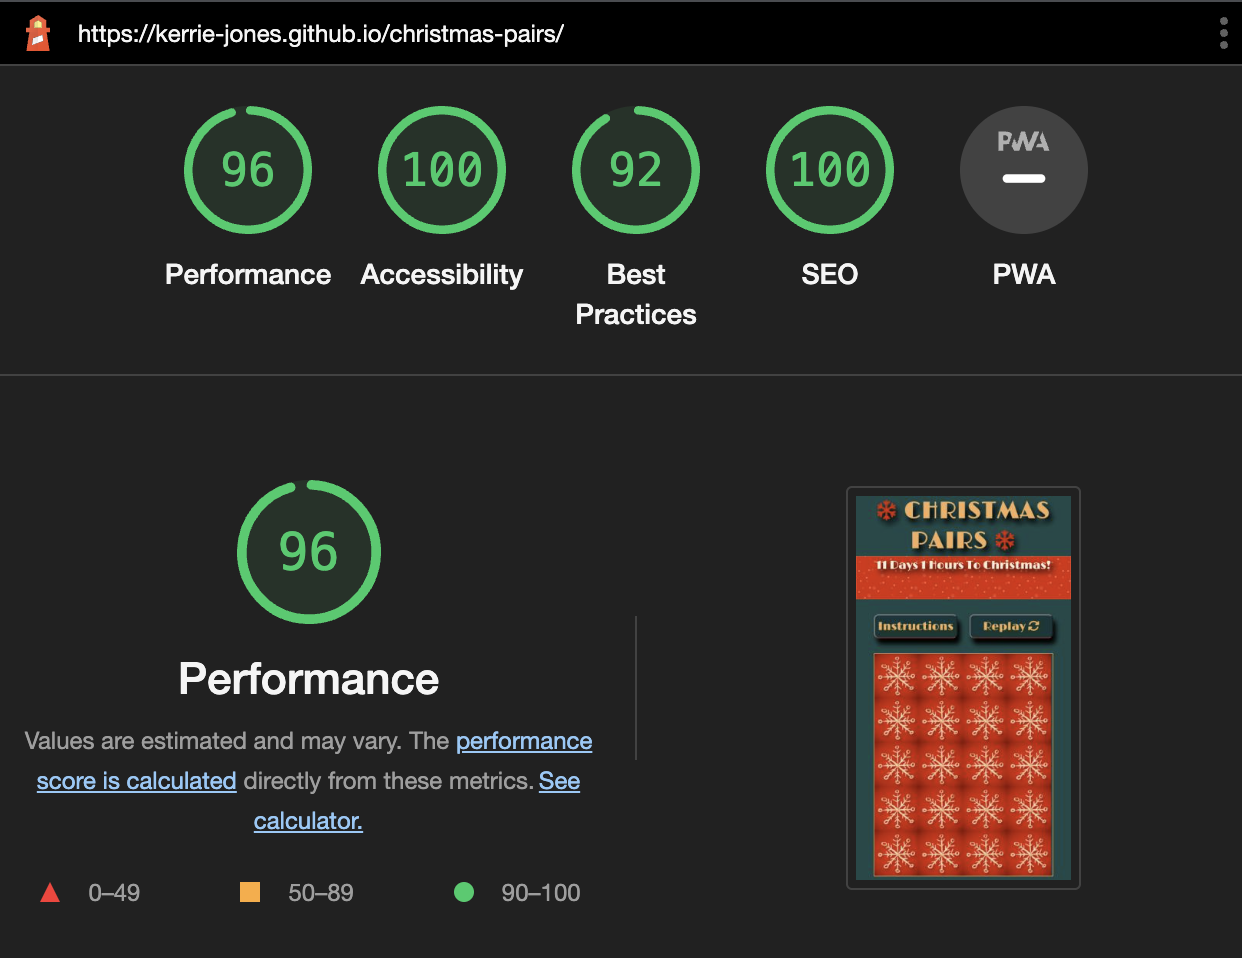 https://kerrie-jones.github.io/christmas-pairs/
96
100
92
100
PWA
Performance
Accessibility
Best
Practices
SEO
PWA
96
Performance
Values are estimated and may vary. The performance
score is calculated directly from these metrics. See
calculator.
0–49
50–89
90–100
CHRISTMAS
PAIRS
11 Days 1 Hours To Christmas!
Instructions
Replay